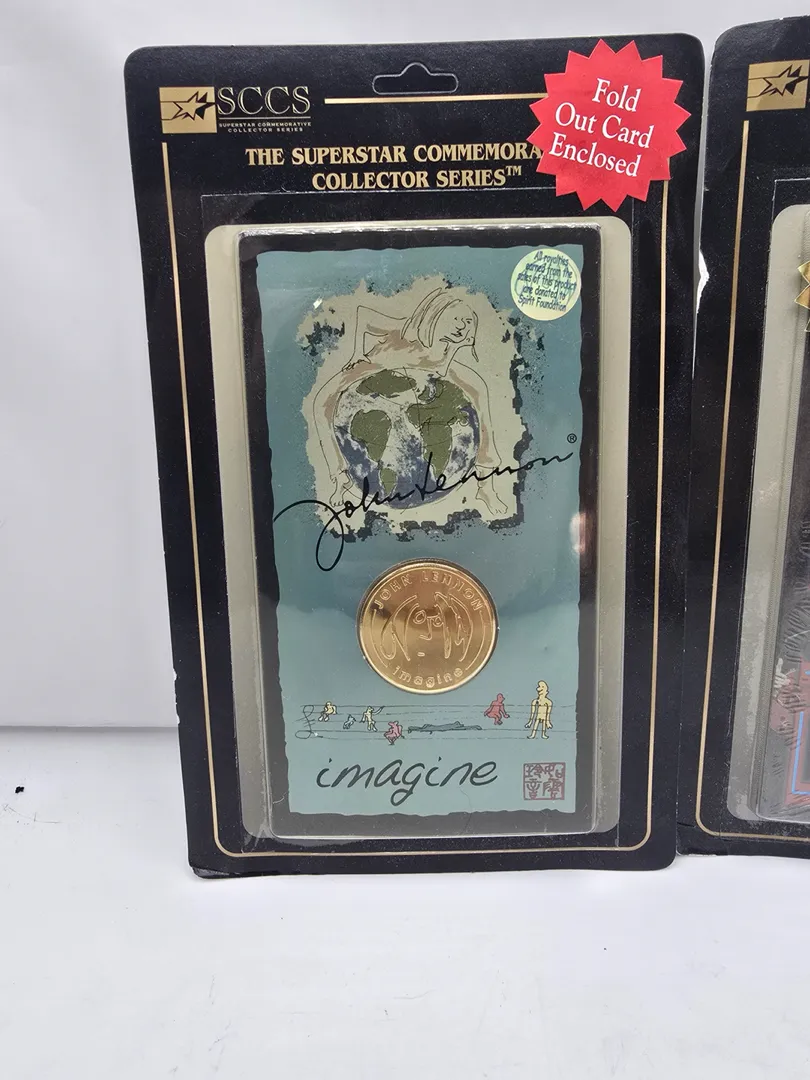 SCCS
SUPERSTAR COMMEMORATIVE
COLLECTOR SERIES
THE SUPERSTAR COMMEMORA
COLLECTOR SERIES™
Fold
Out Card
Enclosed
All royalties
earned from the
sales of this product
are donated to
Spirit Foundation
John Lennon®
JOHN LENNON
imagine
imagine